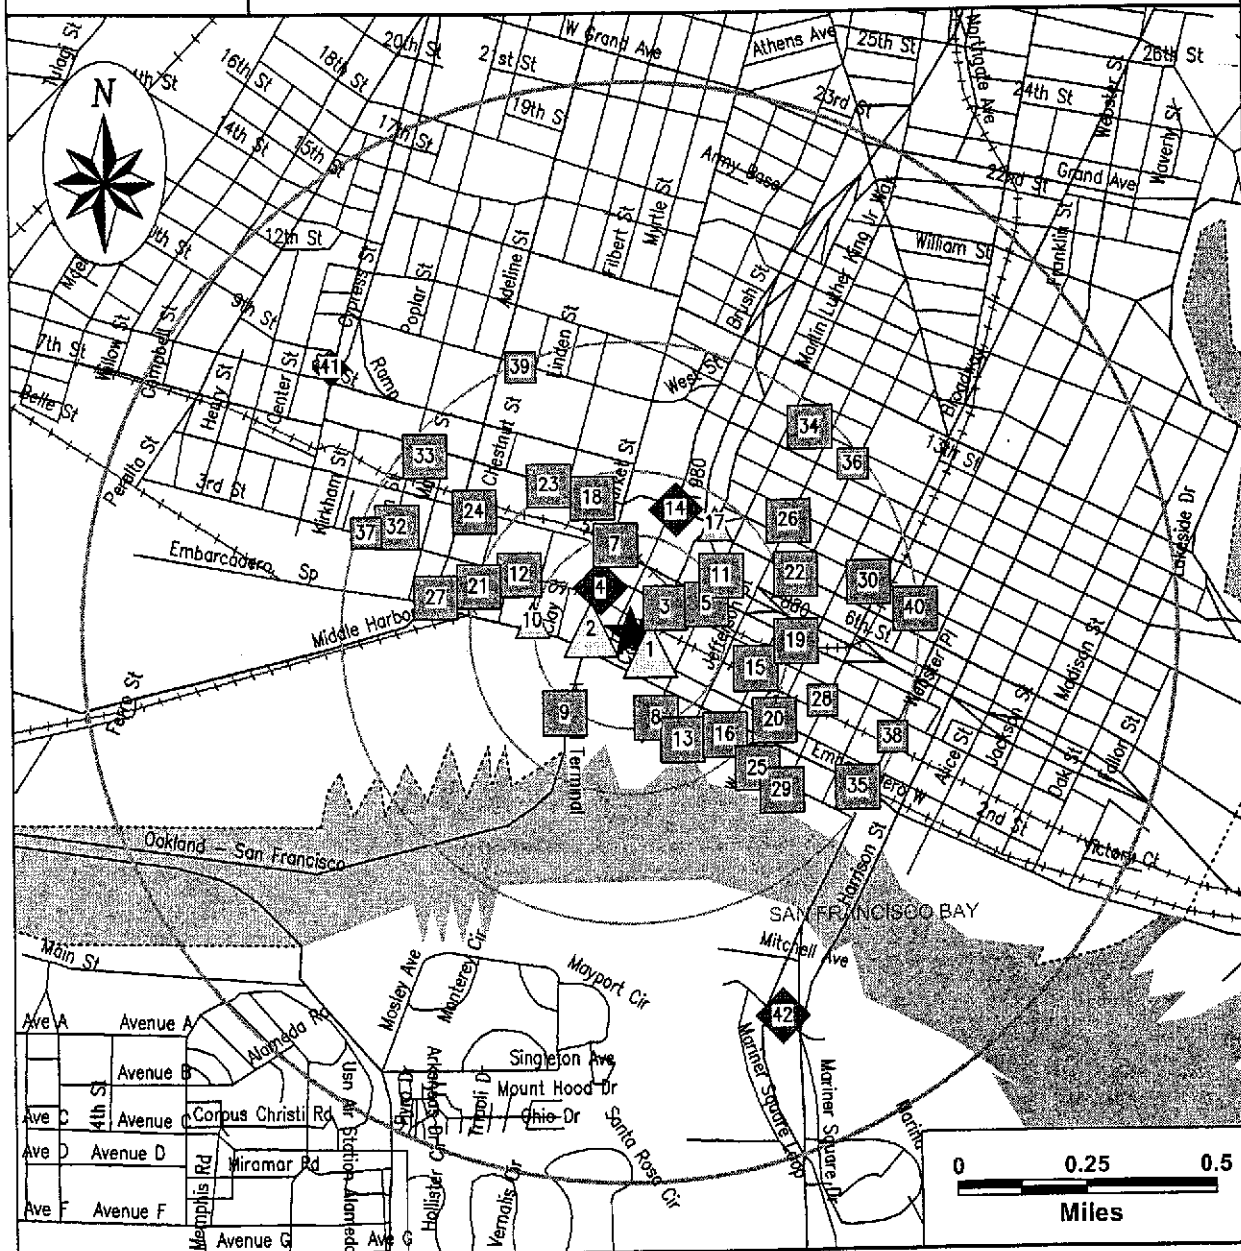 20th St
W Grand Ave
Athens Ave
25th St
26th St
Northgate Ave
21st St
18th St
16th St
24th St
Webster St
N
19th St
23rd St
17th St
14th St
15th St
Waverly St
Army Base
22nd St
Grand Ave
Myrtle St
Filbert St
Martin Luther King Jr Way
William St
Franklin St
12th St
Cypress St
Poplar St
Adeline St
Brush St
9th St
7th St
Willow St
Campbell St
Linden St
41
Ramp
39
West St
Broadway
Belle St
Henry St
Center St
Chestnut St
34
13th St
33
36
980
Peralta St
3rd St
Kirkham St
23
18
24
14
17
26
Lakeside Dr
37
32
7
Embarcadero
Sp
12
11
22
30
21
4
27
3
5
880
40
6th St
10
2
Middle Harbor
1
Jefferson
19
15
Webster Pl
Madison St
28
Ferro St
9
8
20
13
16
38
Alice St
Jackson St
Oak St
Fallon St
25
29
35
2nd St
Victory Ct
Oakland - San Francisco
Harrison St
SAN FRANCISCO BAY
Main St
Mitchell Ave
Mosley Ave
Monterey Cir
Mayport Cir
42
Ave A
Avenue A
Alameda Rd
Singleton Ave
Avenue B
Mount Hood Dr
4th St
Ave C
Avenue C
Corpus Christi Rd
Usn Air Station Alameda
Arkansas Dr
Tripoli D
Ohio Dr
Santa Rosa Cir
Mariner Square Loop
Mariner Square Dr
Ave D
Avenue D
Miramar Rd
Memphis Rd
Hollister Cir
Vernalis Cir
Ave F
Avenue F
Avenue G
Ave G
0 0.25 0.5
Miles